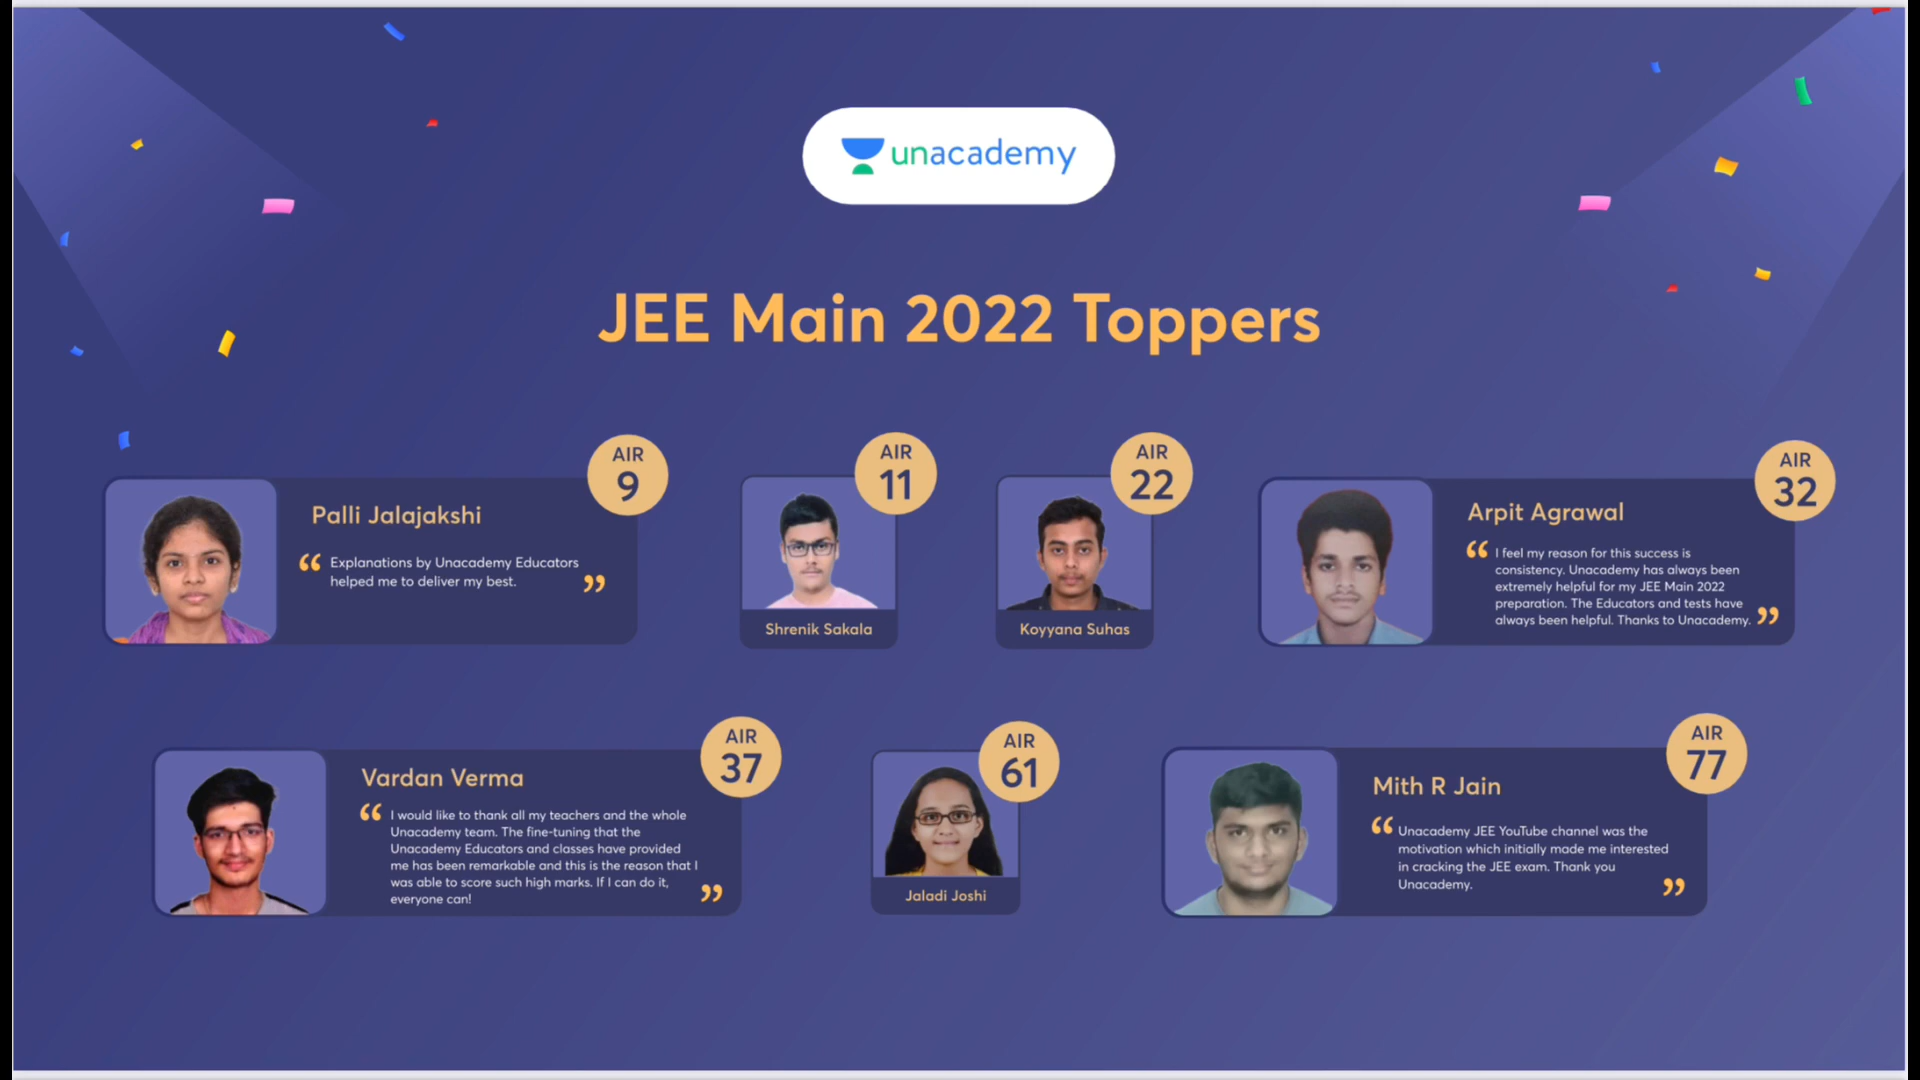 unacademy
JEE Main 2022 Toppers
AIR
9
Palli Jalajakshi
“ Explanations by Unacademy Educators
helped me to deliver my best. ”
AIR
11
Shrenik Sakala
AIR
22
Koyyana Suhas
AIR
32
Arpit Agrawal
“ I feel my reason for this success is
consistency. Unacademy has always been
extremely helpful for my JEE Main 2022
preparation. The Educators and tests have
always been helpful. Thanks to Unacademy. ”
AIR
37
Vardan Verma
“ I would like to thank all my teachers and the whole
Unacademy team. The fine-tuning that the
Unacademy Educators and classes have provided
me has been remarkable and this is the reason that I
was able to score such high marks. If I can do it,
everyone can! ”
AIR
61
Jaladi Joshi
AIR
77
Mith R Jain
“ Unacademy JEE YouTube channel was the
motivation which initially made me interested
in cracking the JEE exam. Thank you
Unacademy. ”